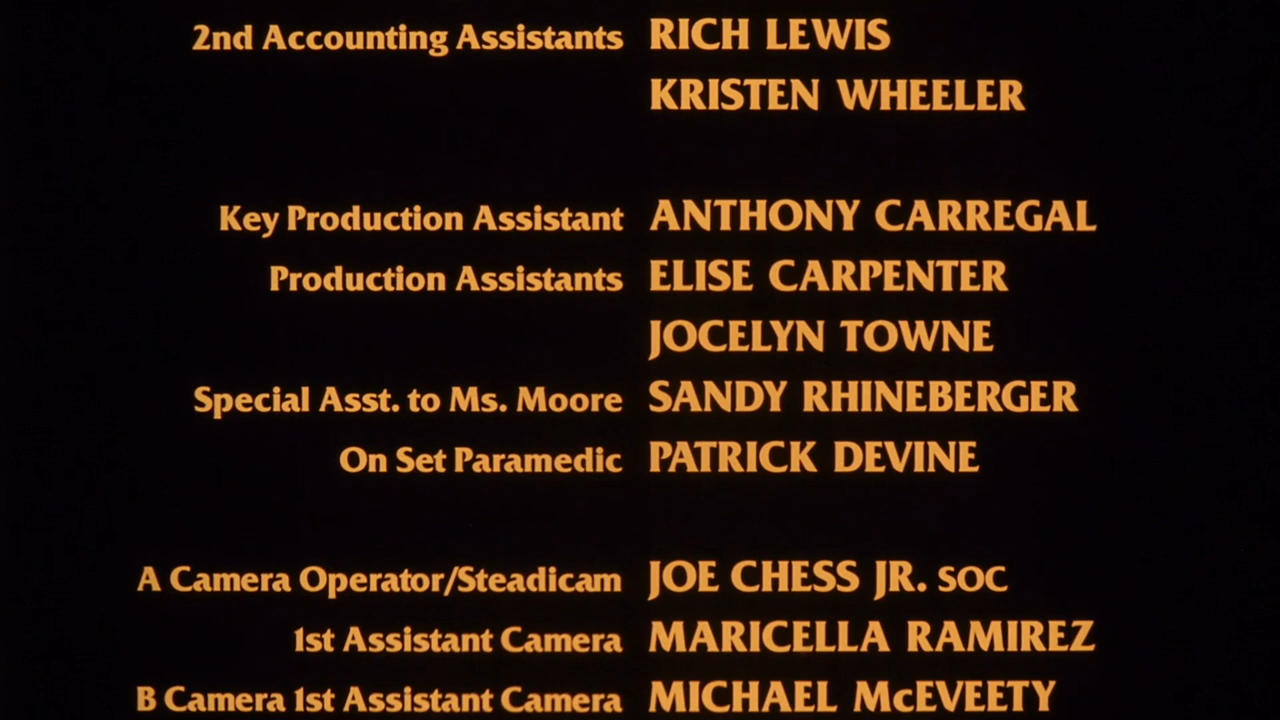 2nd Accounting Assistants RICH LEWIS
KRISTEN WHEELER
Key Production Assistant ANTHONY CARREGAL
Production Assistants ELISE CARPENTER
JOCELYN TOWNE
Special Asst. to Ms. Moore SANDY RHINEBERGER
On Set Paramedic PATRICK DEVINE
A Camera Operator/Steadicam JOE CHESS JR. SOC
1st Assistant Camera MARICELLA RAMIREZ
B Camera 1st Assistant Camera MICHAEL McEVEETY